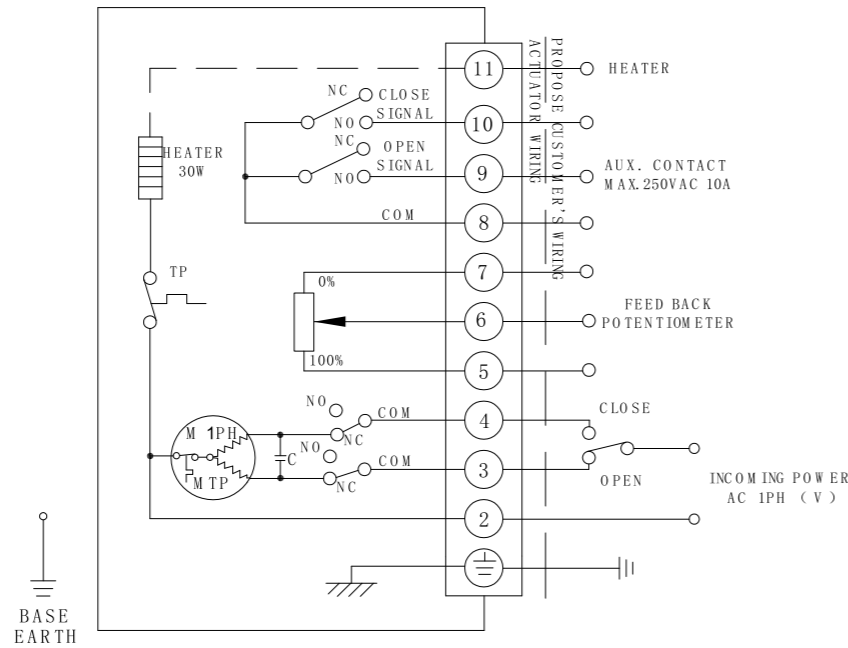 11
HEATER
NC
CLOSE
SIGNAL
NO
10
NC
OPEN
SIGNAL
NO
9
AUX. CONTACT
MAX.250VAC 10A
HEATER
30W
COM
8
PROPOSE CUSTOMER'S WIRING
ACTUATOR WIRING
TP
0%
7
6
FEED BACK
POTENTIOMETER
100%
5
NO
COM
4
CLOSE
M 1PH
NC
NO
C
COM
3
OPEN
MTP
NC
INCOMING POWER
AC 1PH (V)
2
BASE
EARTH